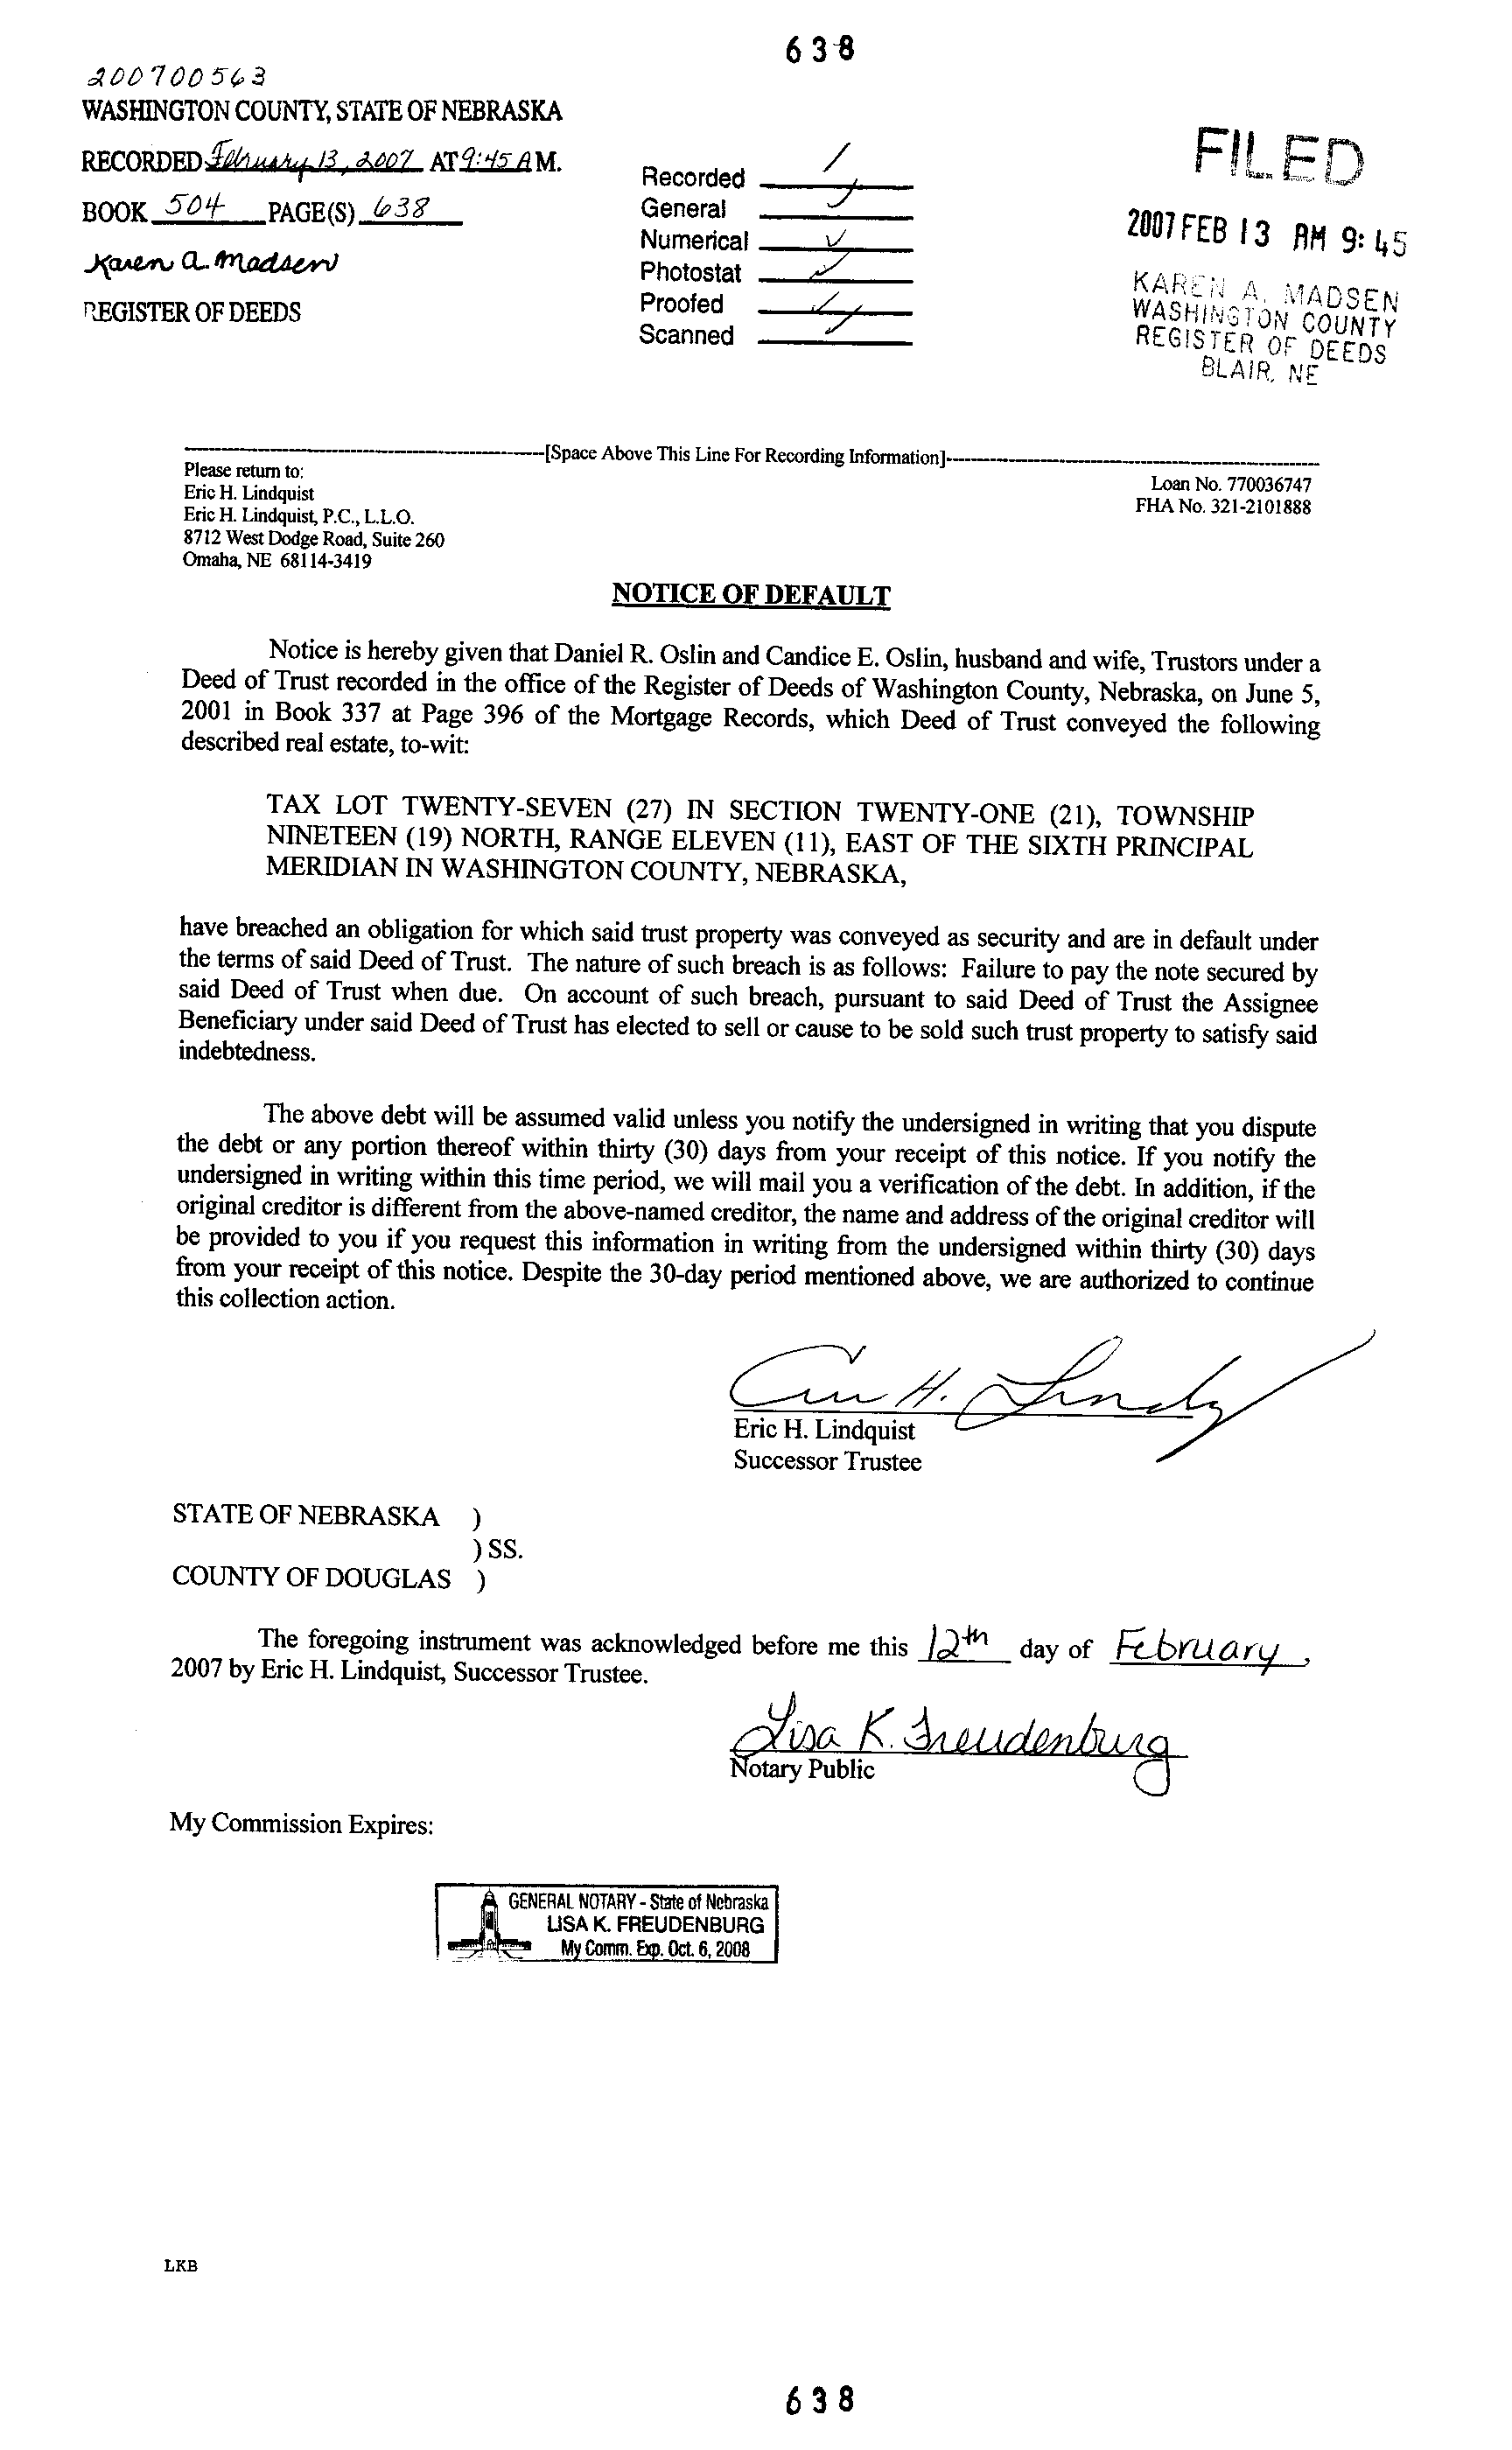 638
200700563
WASHINGTON COUNTY, STATE OF NEBRASKA
RECORDED February 13, 2007 AT 9:45 A M.
BOOK 504 PAGE(S) 638
Karen A. Madsen
REGISTER OF DEEDS
Recorded
General
Numerical
Photostat
Proofed
Scanned
FILED
2007 FEB 13 AM 9:45
KAREN A. MADSEN
WASHINGTON COUNTY
REGISTER OF DEEDS
BLAIR, NE
[Space Above This Line For Recording Information]
Please return to:
Eric H. Lindquist
Eric H. Lindquist, P.C., L.L.O.
8712 West Dodge Road, Suite 260
Omaha, NE 68114-3419
Loan No. 770036747
FHA No. 321-2101888
NOTICE OF DEFAULT
Notice is hereby given that Daniel R. Oslin and Candice E. Oslin, husband and wife, Trustors under a
Deed of Trust recorded in the office of the Register of Deeds of Washington County, Nebraska, on June 5,
2001 in Book 337 at Page 396 of the Mortgage Records, which Deed of Trust conveyed the following
described real estate, to-wit:
TAX LOT TWENTY-SEVEN (27) IN SECTION TWENTY-ONE (21), TOWNSHIP
NINETEEN (19) NORTH, RANGE ELEVEN (11), EAST OF THE SIXTH PRINCIPAL
MERIDIAN IN WASHINGTON COUNTY, NEBRASKA,
have breached an obligation for which said trust property was conveyed as security and are in default under
the terms of said Deed of Trust. The nature of such breach is as follows: Failure to pay the note secured by
said Deed of Trust when due. On account of such breach, pursuant to said Deed of Trust the Assignee
Beneficiary under said Deed of Trust has elected to sell or cause to be sold such trust property to satisfy said
indebtedness.
The above debt will be assumed valid unless you notify the undersigned in writing that you dispute
the debt or any portion thereof within thirty (30) days from your receipt of this notice. If you notify the
undersigned in writing within this time period, we will mail you a verification of the debt. In addition, if the
original creditor is different from the above-named creditor, the name and address of the original creditor will
be provided to you if you request this information in writing from the undersigned within thirty (30) days
from your receipt of this notice. Despite the 30-day period mentioned above, we are authorized to continue
this collection action.
Eric H. Lindquist
Successor Trustee
STATE OF NEBRASKA )
) SS.
COUNTY OF DOUGLAS )
The foregoing instrument was acknowledged before me this 12th day of February,
2007 by Eric H. Lindquist, Successor Trustee.
Lisa K. Freudenburg
Notary Public
My Commission Expires:
GENERAL NOTARY - State of Nebraska
LISA K. FREUDENBURG
My Comm. Exp. Oct. 6, 2008
LKB
638